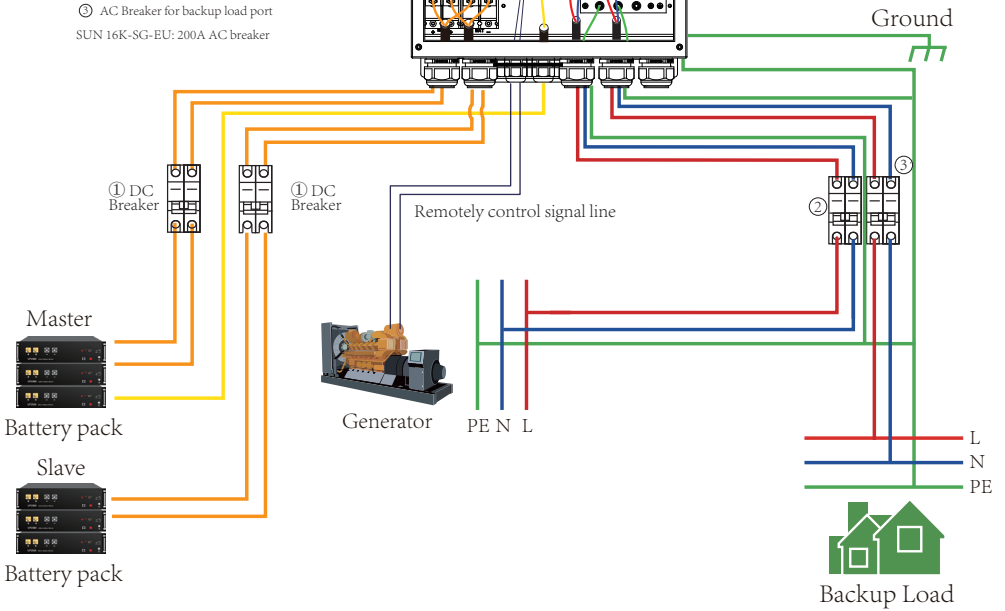 ③ AC Breaker for backup load port
SUN 16K-SG-EU: 200A AC breaker
Ground
① DC
Breaker
① DC
Breaker
③
②
Remotely control signal line
Master
Battery pack
Generator
PE N L
L
N
PE
Slave
Battery pack
Backup Load